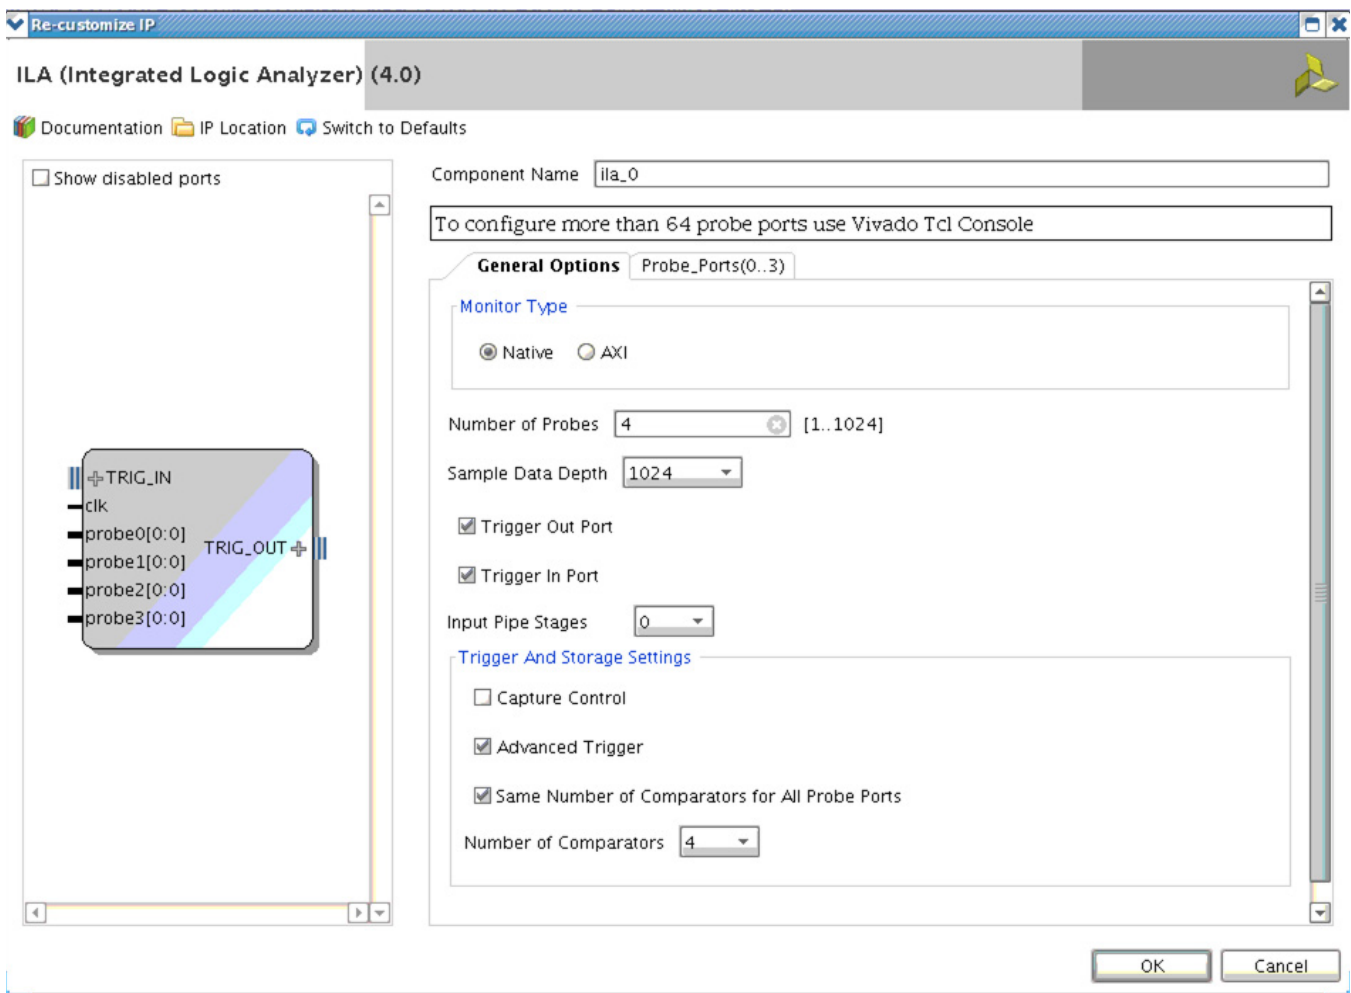 Re-customize IP
ILA (Integrated Logic Analyzer) (4.0)
Documentation IP Location Switch to Defaults
Show disabled ports
TRIG_IN
clk
probe0[0:0]
TRIG_OUT
probe1[0:0]
probe2[0:0]
probe3[0:0]
Component Name ila_0
To configure more than 64 probe ports use Vivado Tcl Console
General Options Probe_Ports(0..3)
Monitor Type
Native AXI
Number of Probes 4 [1..1024]
Sample Data Depth 1024
Trigger Out Port
Trigger In Port
Input Pipe Stages 0
Trigger And Storage Settings
Capture Control
Advanced Trigger
Same Number of Comparators for All Probe Ports
Number of Comparators 4
OK Cancel